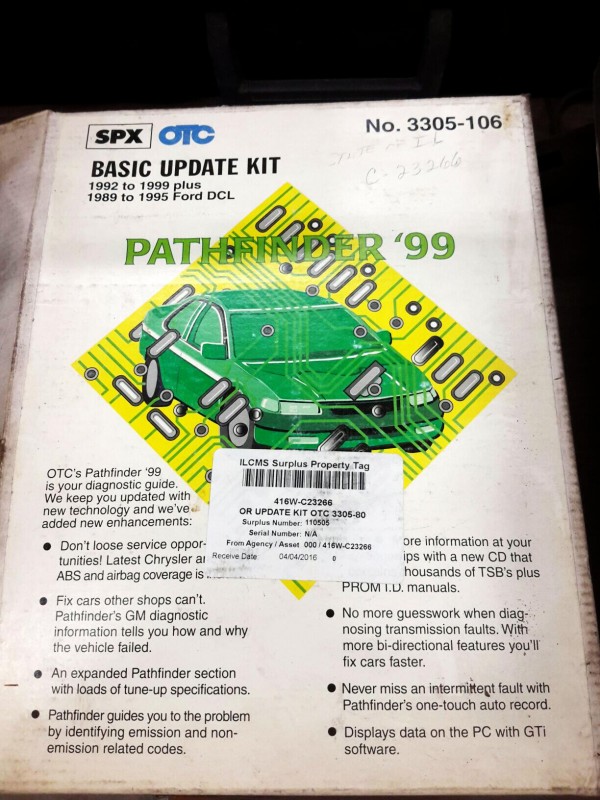 SPX OTC
No. 3305-106
BASIC UPDATE KIT
1992 to 1999 plus
1989 to 1995 Ford DCL
C-23266
PATHFINDER '99
ILCMS Surplus Property Tag
416W-C23266
OR UPDATE KIT OTC 3305-80
Surplus Number: 110505
Serial Number: N/A
From Agency / Asset 000 / 416W-C23266
Receive Date 04/04/2016 0
OTC's Pathfinder '99
is your diagnostic guide.
We keep you updated with
new technology and we've
added new enhancements:
• Don't loose service oppor-
tunities! Latest Chrysler
ABS and airbag coverage is
• Fix cars other shops can't.
Pathfinder's GM diagnostic
information tells you how and why
the vehicle failed.
• An expanded Pathfinder section
with loads of tune-up specifications.
• Pathfinder guides you to the problem
by identifying emission and non-
emission related codes.
ore information at your
ips with a new CD that
housands of TSB's plus
PROM I.D. manuals.
• No more guesswork when diag-
nosing transmission faults. With
more bi-directional features you'll
fix cars faster.
• Never miss an intermittent fault with
Pathfinder's one-touch auto record.
• Displays data on the PC with GTi
software.